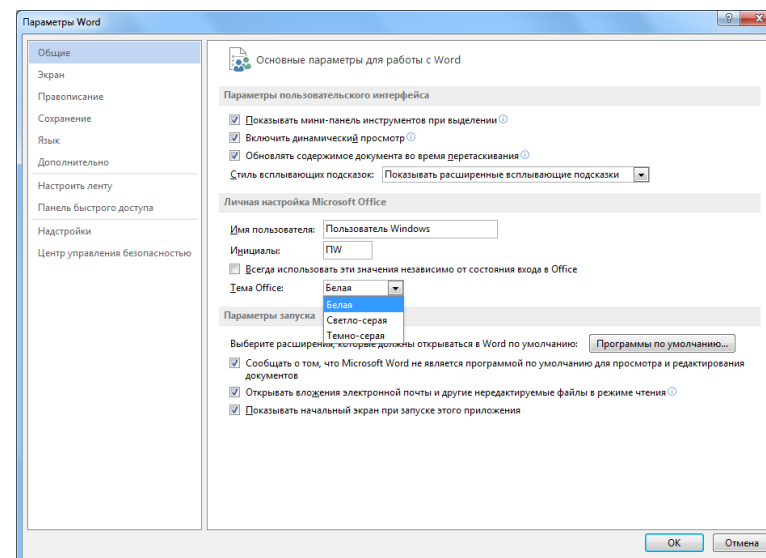 Параметры Word
Общие
Экран
Правописание
Сохранение
Язык
Дополнительно
Настроить ленту
Панель быстрого доступа
Надстройки
Центр управления безопасностью
Основные параметры для работы с Word
Параметры пользовательского интерфейса
Показывать мини-панель инструментов при выделении
Включить динамический просмотр
Обновлять содержимое документа во время перетаскивания
Стиль всплывающих подсказок: Показывать расширенные всплывающие подсказки
Личная настройка Microsoft Office
Имя пользователя: Пользователь Windows
Инициалы: ПW
Всегда использовать эти значения независимо от состояния входа в Office
Тема Office: Белая
Белая
Светло-серая
Темно-серая
Параметры запуска
Выберите расширения, которые должны открываться в Word по умолчанию: Программы по умолчанию...
Сообщать о том, что Microsoft Word не является программой по умолчанию для просмотра и редактирования
документов
Открывать вложения электронной почты и другие нередактируемые файлы в режиме чтения
Показывать начальный экран при запуске этого приложения
ОК Отмена